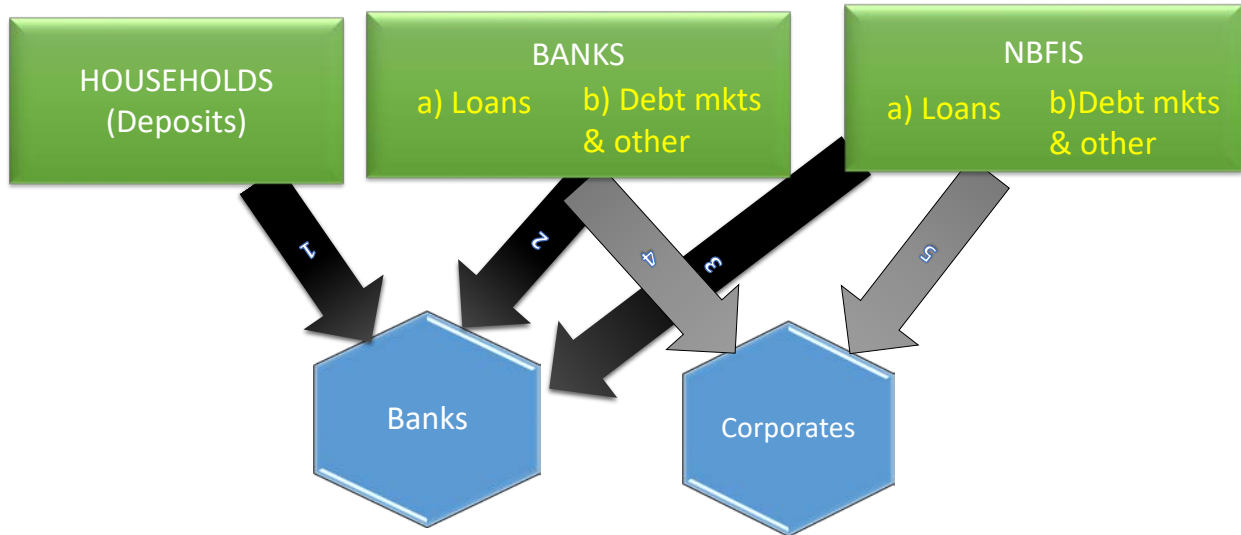 HOUSEHOLDS
(Deposits)
BANKS
a) Loans
b) Debt mkts
& other
NBFIS
a) Loans
b)Debt mkts
& other
1
2
3
4
5
Banks
Corporates